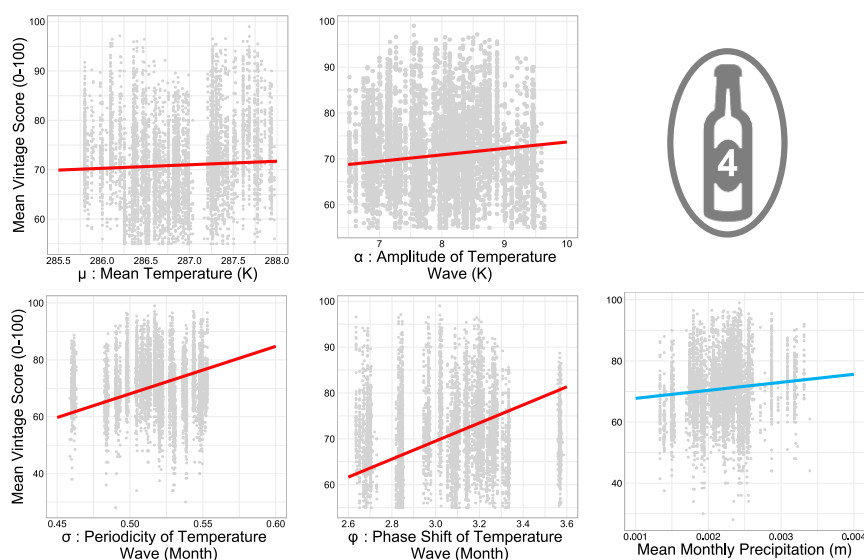 Mean Vintage Score (0-100)
100
90
80
70
60
285.5 286.0 286.5 287.0 287.5 288.0
μ : Mean Temperature (K)
100
90
80
70
60
7 8 9 10
α : Amplitude of Temperature
Wave (K)
4
Mean Vintage Score (0-100)
100
80
60
40
0.45 0.50 0.55 0.60
σ : Periodicity of Temperature
Wave (Month)
100
90
80
70
60
2.6 2.8 3.0 3.2 3.4 3.6
φ : Phase Shift of Temperature
Wave (Month)
100
80
60
40
0.001 0.002 0.003 0.00
Mean Monthly Precipitation (m)